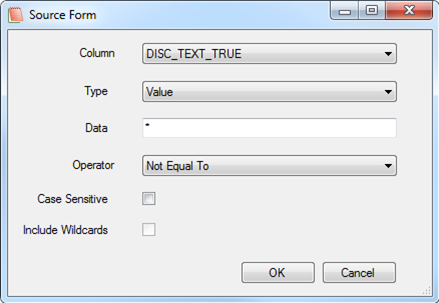 Source Form
Column DISC_TEXT_TRUE
Type Value
Data *
Operator Not Equal To
Case Sensitive
Include Wildcards
OK Cancel